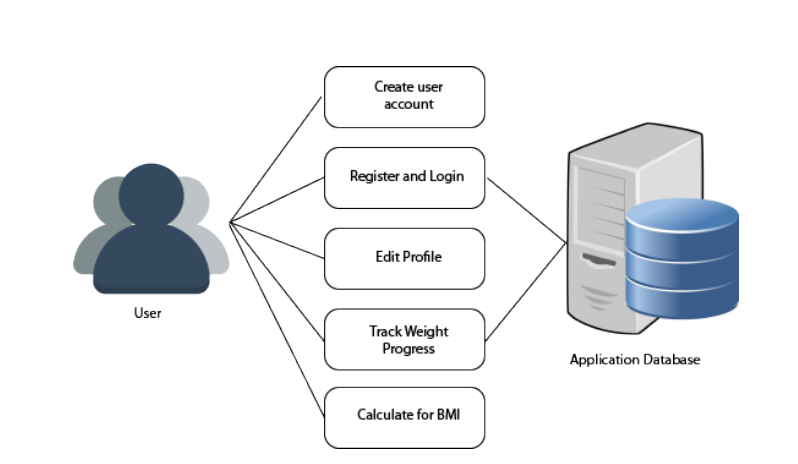 Create user
account
Register and Login
Edit Profile
Track Weight
Progress
Calculate for BMI
User
Application Database